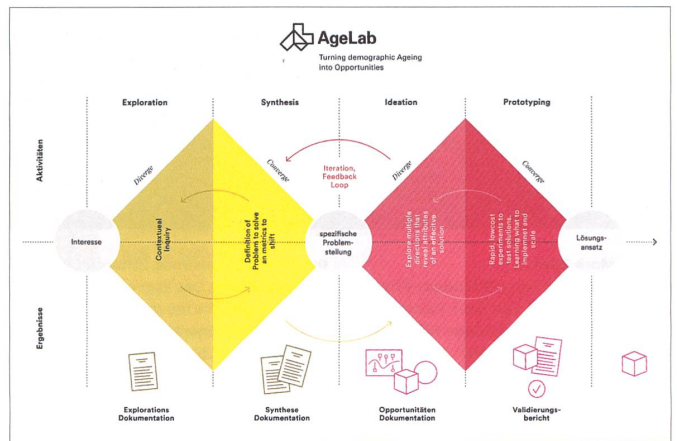 AgeLab
Turning demographic Ageing
into Opportunities
Exploration
Synthesis
Ideation
Prototyping
Aktivitäten
Diverge
Converge
Iteration,
Feedback
Loop
Diverge
Converge
Interesse
Contextual
Inquiry
Definition of
Problem to solve
an matrics to
shift
spezifische
Problem-
stellung
Explore multiple
directions that
reveal attributes
of an effective
solution
Rapid, lowcost
experiments to
test solutions.
Learning what to
implement and
scale
Lösungs-
ansatz
Ergebnisse
Explorations
Dokumentation
Synthese
Dokumentation
Opportunitäten
Dokumentation
Validierungs-
bericht